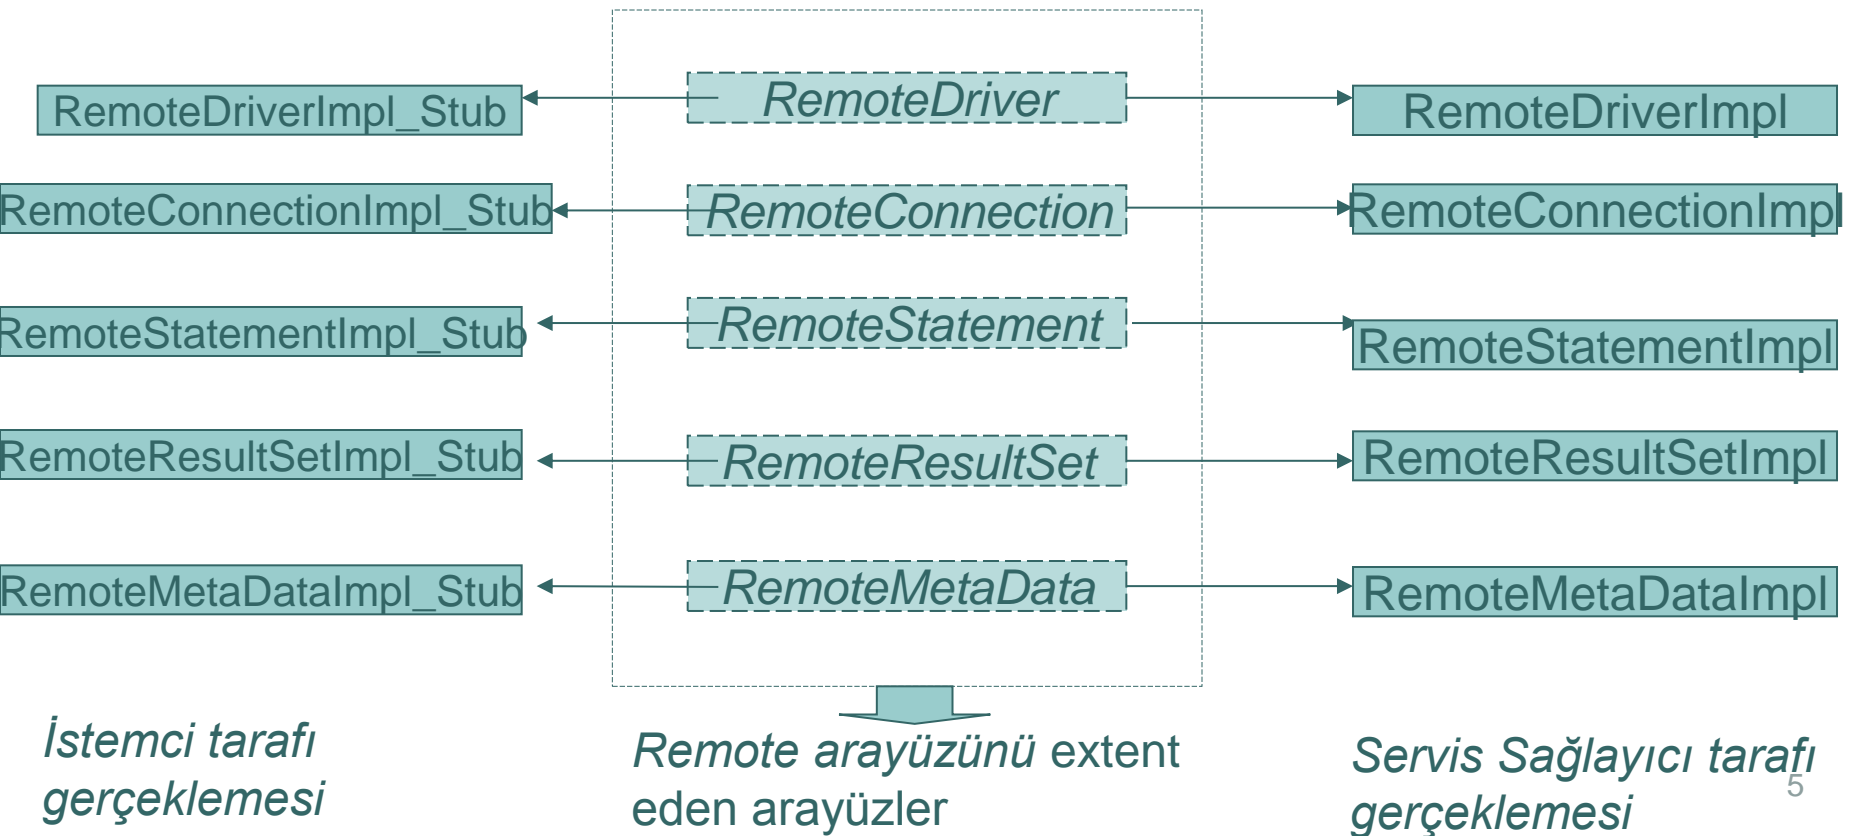 RemoteDriverImpl_Stub
RemoteDriver
RemoteDriverImpl
RemoteConnectionImpl_Stub
RemoteConnection
RemoteConnectionImpl
RemoteStatementImpl_Stub
RemoteStatement
RemoteStatementImpl
RemoteResultSetImpl_Stub
RemoteResultSet
RemoteResultSetImpl
RemoteMetaDataImpl_Stub
RemoteMetaData
RemoteMetaDataImpl
İstemci tarafı
gerçeklemesi
Remote arayüzünü extent
eden arayüzler
Servis Sağlayıcı tarafı
gerçeklemesi
5